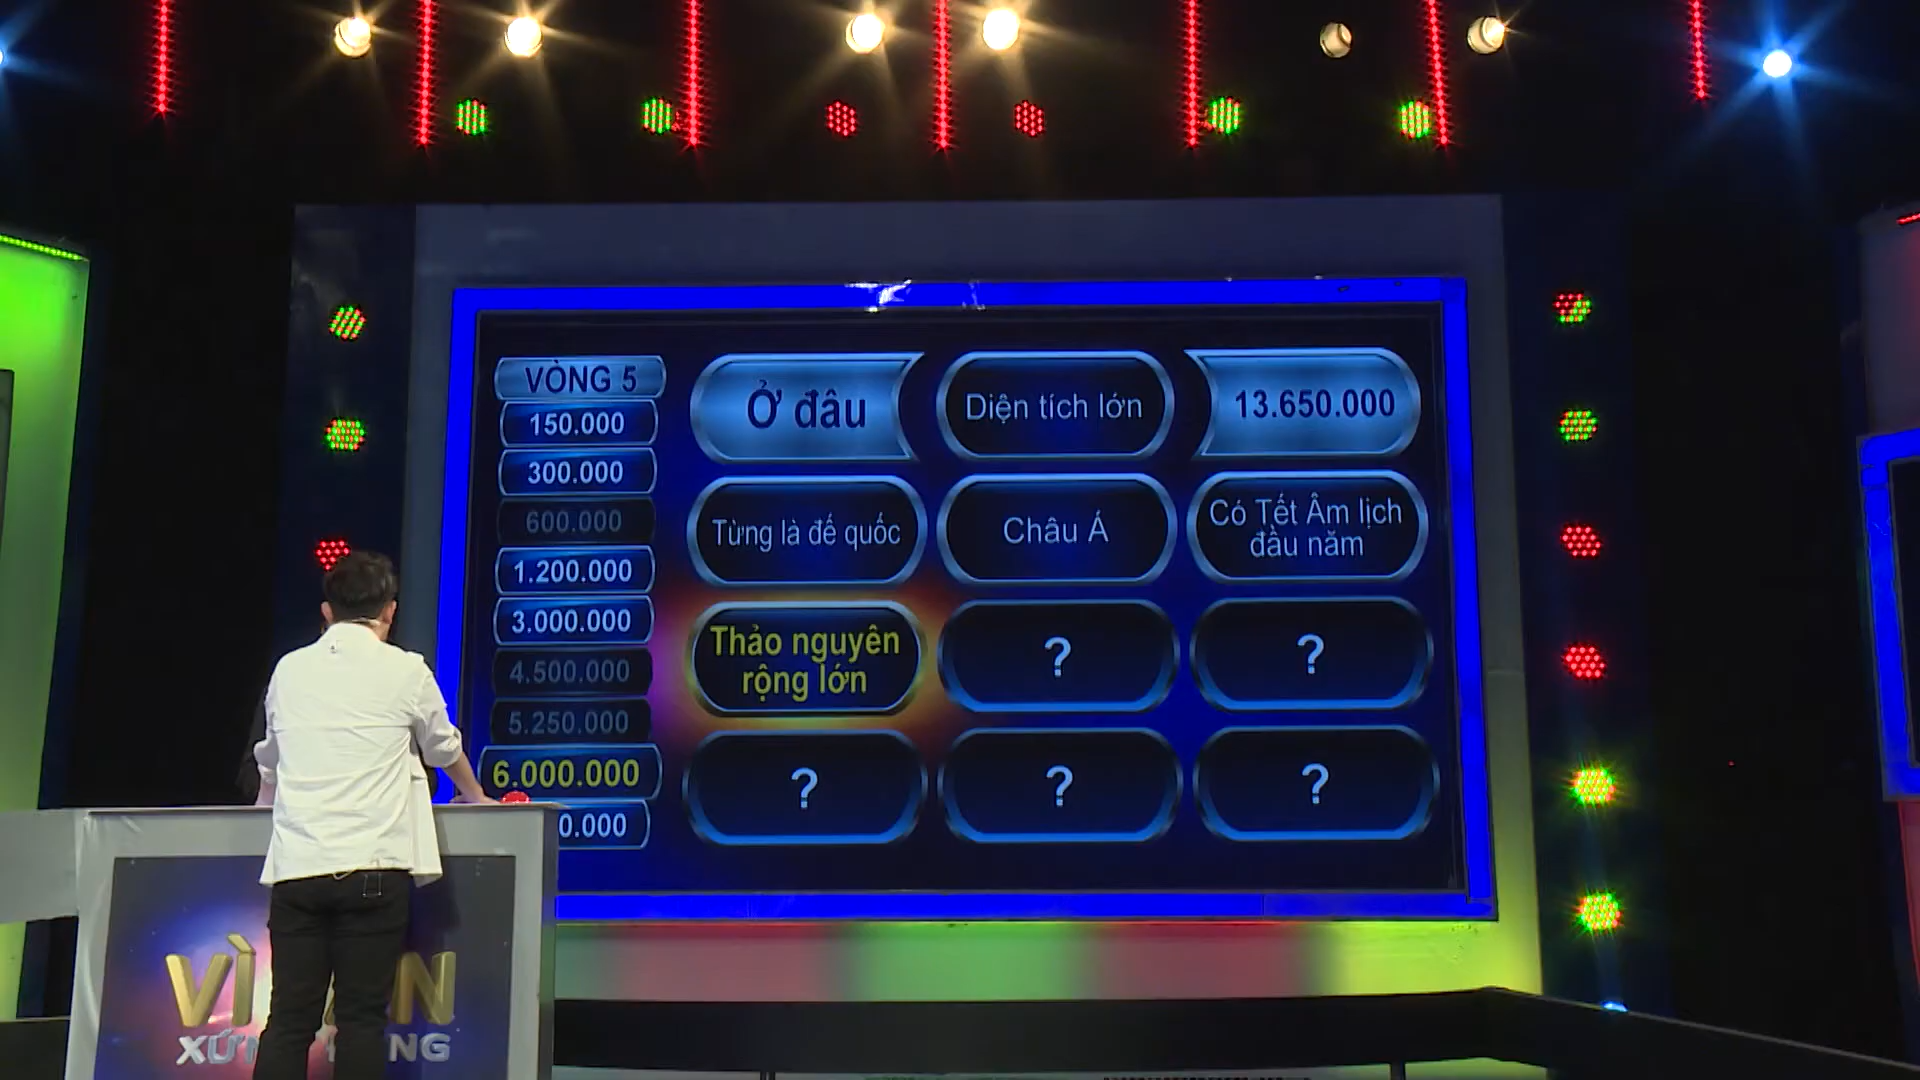 VÒNG 5
150.000
300.000
600.000
1.200.000
3.000.000
4.500.000
5.250.000
6.000.000
0.000
Ở đâu
Diện tích lớn
13.650.000
Từng là đế quốc
Châu Á
Có Tết Âm lịch
đầu năm
Thảo nguyên
rộng lớn
?
?
?
?
?
VÌ
N
XỨ
NG